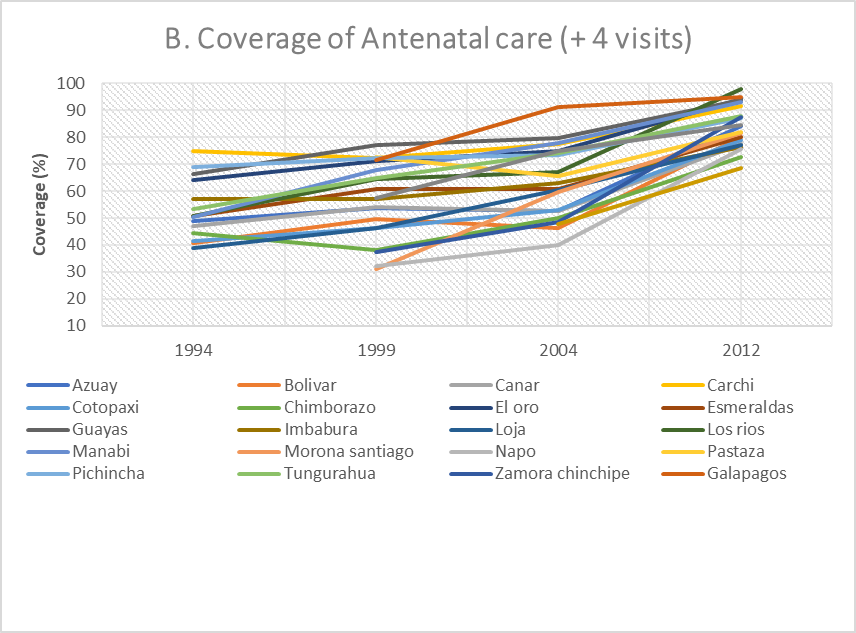 B. Coverage of Antenatal care (+ 4 visits)
Coverage (%)
100
90
80
70
60
50
40
30
20
10
1994 1999 2004 2012
Azuay Bolivar Canar Carchi
Cotopaxi Chimborazo El oro Esmeraldas
Guayas Imbabura Loja Los rios
Manabi Morona santiago Napo Pastaza
Pichincha Tungurahua Zamora chinchipe Galapagos